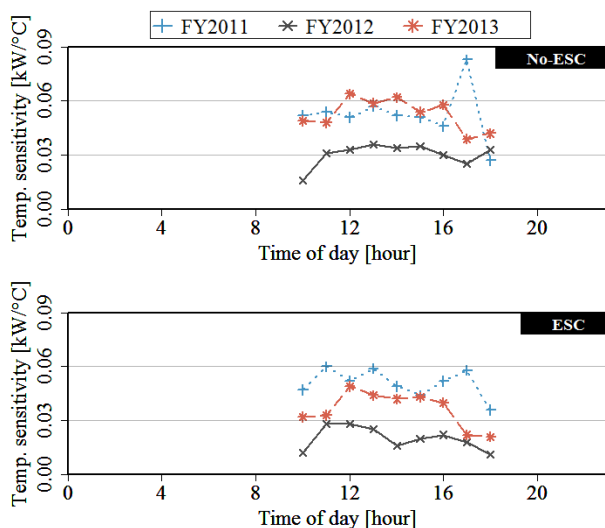 FY2011 FY2012 FY2013
No-ESC
Temp. sensitivity [kW/°C]
0.09
0.06
0.03
0.00
0 4 8 12 16 20
Time of day [hour]
ESC
Temp. sensitivity [kW/°C]
0.09
0.06
0.03
0.00
0 4 8 12 16 20
Time of day [hour]